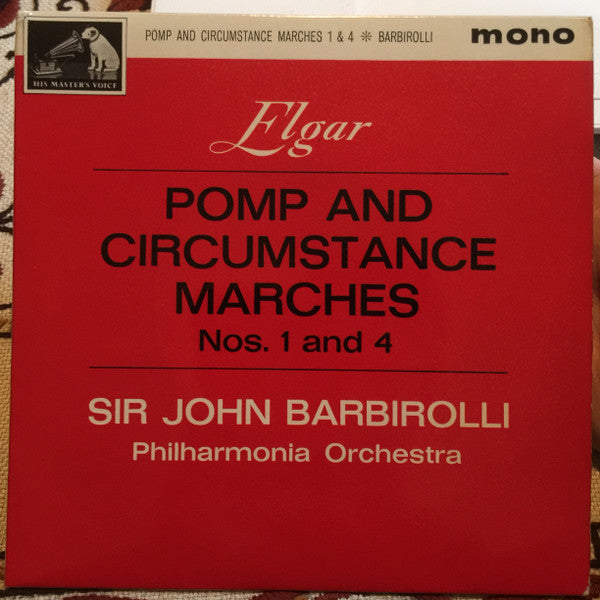 HIS MASTER'S VOICE
POMP AND CIRCUMSTANCE MARCHES 1 & 4 ✻ BARBIROLLI
mono
Elgar
POMP AND
CIRCUMSTANCE
MARCHES
Nos. 1 and 4
SIR JOHN BARBIROLLI
Philharmonia Orchestra